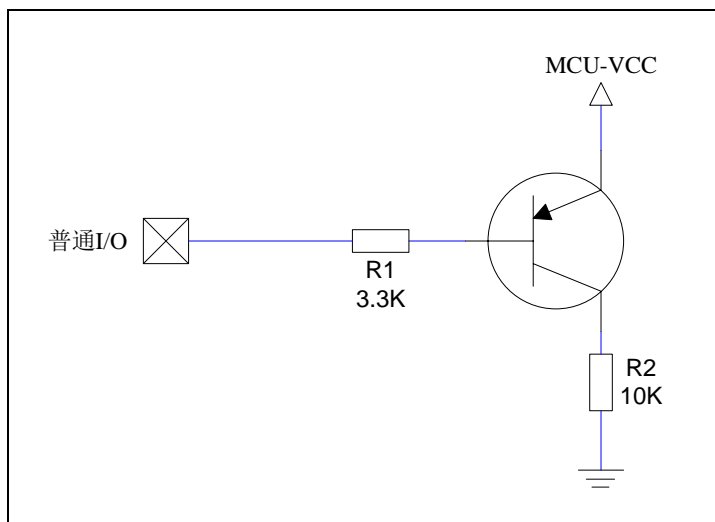 MCU-VCC
普通I/O
R1
3.3K
R2
10K